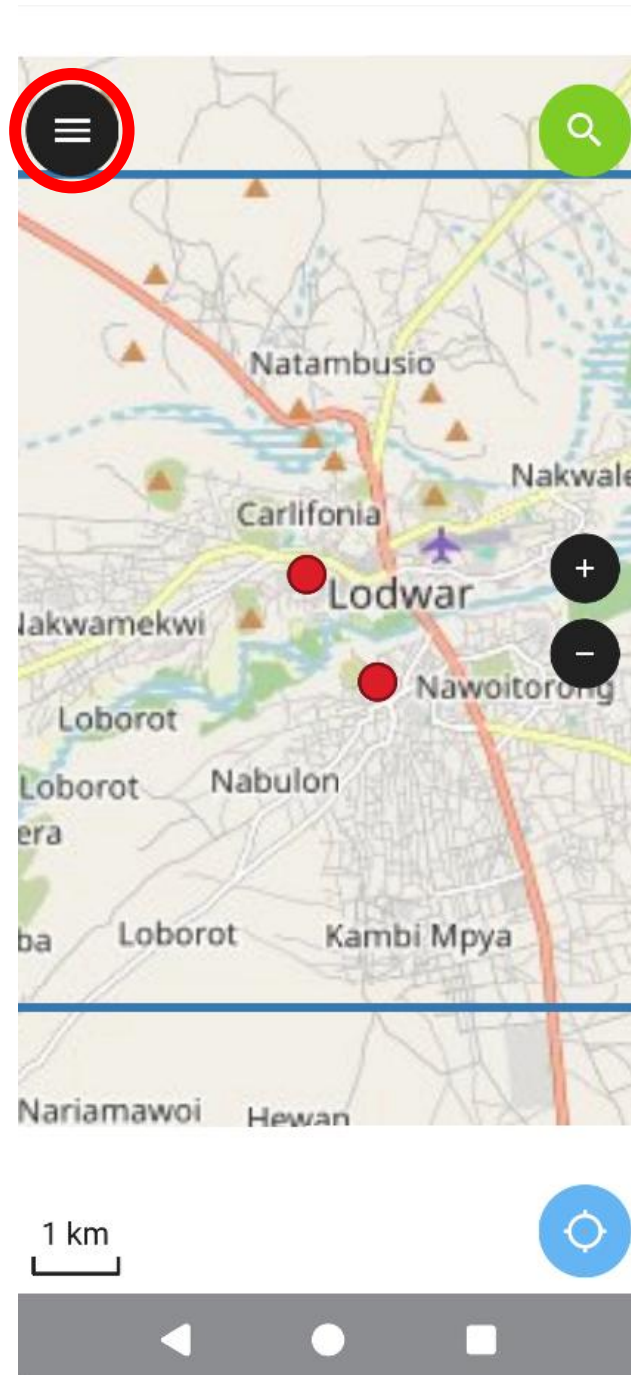 Natambusio
Nakwale
Carlifonia
Lodwar
Nakwamekwi
Nawoitorong
Loborot
Loborot
Nabulon
era
ba
Loborot
Kambi Mpya
Nariamawoi
Hewan
1 km